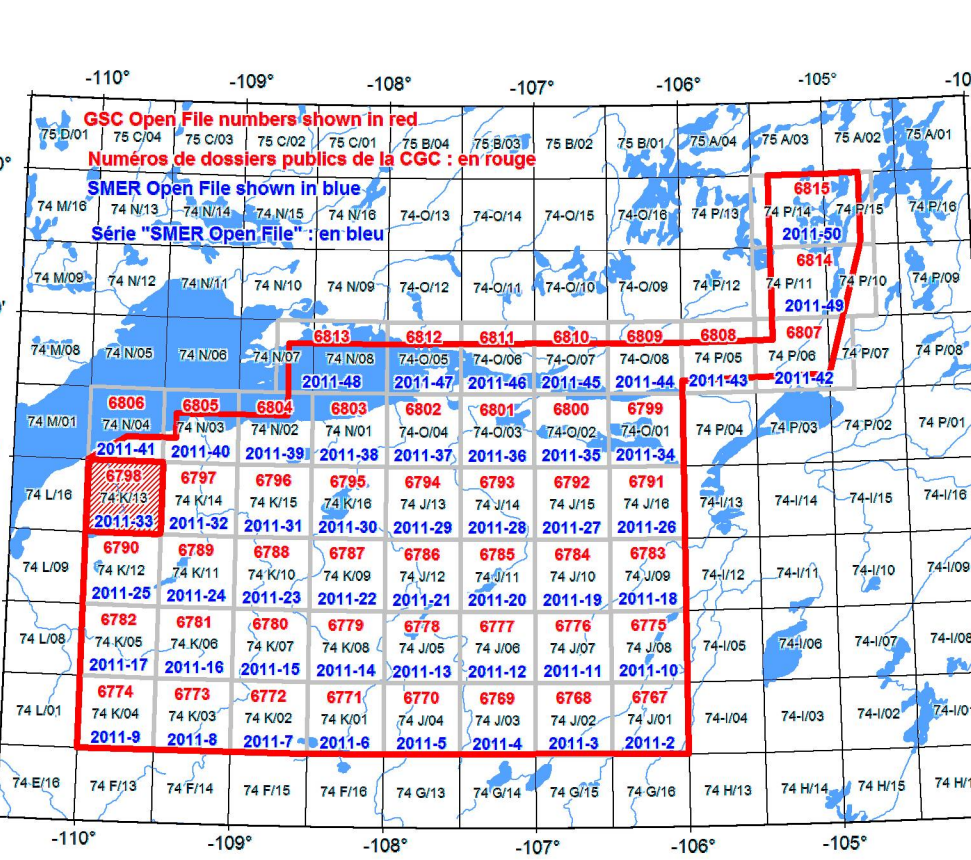 -110° -109° -108° -107° -106° -105° -10
GSC Open File numbers shown in red
75 D/01 75 C/04 75 C/03 75 C/02 75 C/01 75 B/04 75 B/03 75 B/02 75 B/01 75 A/04 75 A/03 75 A/02 75 A/01
0°
Numéros de dossiers publics de la CGC : en rouge
SMER Open File shown in blue
6815
74 M/16 74 N/13 74 N/14 74 N/15 74 N/16 74-O/13 74-O/14 74-O/15 74-O/16 74 P/13 74 P/14 74 P/15 74 P/16
Série "SMER Open File" : en bleu
2011-50
6814
74 M/09 74 N/12 74 N/11 74 N/10 74 N/09 74-O/12 74-O/11 74-O/10 74-O/09 74 P/12 74 P/11 74 P/10 74 P/09
2011-49
6813 6812 6811 6810 6809 6808 6807
74 M/08 74 N/05 74 N/06 74 N/07 74 N/08 74-O/05 74-O/06 74-O/07 74-O/08 74 P/05 74 P/06 74 P/07 74 P/08
2011-48 2011-47 2011-46 2011-45 2011-44 2011-43 2011-42
6806 6805 6804 6803 6802 6801 6800 6799
74 M/01 74 N/04 74 N/03 74 N/02 74 N/01 74-O/04 74-O/03 74-O/02 74-O/01 74 P/04 74 P/03 74 P/02 74 P/01
2011-41 2011-40 2011-39 2011-38 2011-37 2011-36 2011-35 2011-34
6798 6797 6796 6795 6794 6793 6792 6791
74 L/16 74 K/13 74 K/14 74 K/15 74 K/16 74 J/13 74 J/14 74 J/15 74 J/16 74-I/13 74-I/14 74-I/15 74-I/16
2011-33 2011-32 2011-31 2011-30 2011-29 2011-28 2011-27 2011-26
6790 6789 6788 6787 6786 6785 6784 6783
74 L/09 74 K/12 74 K/11 74 K/10 74 K/09 74 J/12 74 J/11 74 J/10 74 J/09 74-I/12 74-I/11 74-I/10 74-I/09
2011-25 2011-24 2011-23 2011-22 2011-21 2011-20 2011-19 2011-18
6782 6781 6780 6779 6778 6777 6776 6775
74 L/08 74 K/05 74 K/06 74 K/07 74 K/08 74 J/05 74 J/06 74 J/07 74 J/08 74-I/05 74-I/06 74-I/07 74-I/08
2011-17 2011-16 2011-15 2011-14 2011-13 2011-12 2011-11 2011-10
6774 6773 6772 6771 6770 6769 6768 6767
74 L/01 74 K/04 74 K/03 74 K/02 74 K/01 74 J/04 74 J/03 74 J/02 74 J/01 74-I/04 74-I/03 74-I/02 74-I/01
2011-9 2011-8 2011-7 2011-6 2011-5 2011-4 2011-3 2011-2
74 E/16 74 F/13 74 F/14 74 F/15 74 F/16 74 G/13 74 G/14 74 G/15 74 G/16 74 H/13 74 H/14 74 H/15 74 H/1
-110° -109° -108° -107° -106° -105°